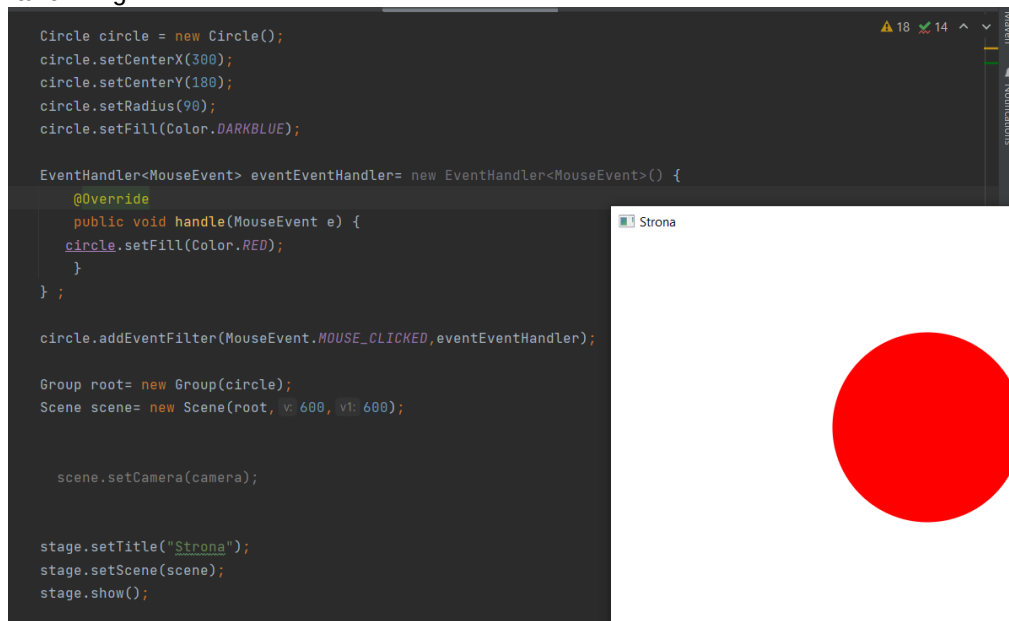 Circle circle = new Circle();
circle.setCenterX(300);
circle.setCenterY(180);
circle.setRadius(90);
circle.setFill(Color.DARKBLUE);
EventHandler<MouseEvent> eventEventHandler= new EventHandler<MouseEvent>() {
@Override
public void handle(MouseEvent e) {
circle.setFill(Color.RED);
}
} ;
circle.addEventFilter(MouseEvent.MOUSE_CLICKED,eventEventHandler);
Group root= new Group(circle);
Scene scene= new Scene(root, v: 600, v1: 600);
scene.setCamera(camera);
stage.setTitle("Strona");
stage.setScene(scene);
stage.show();
18 14
Notifications
Strona